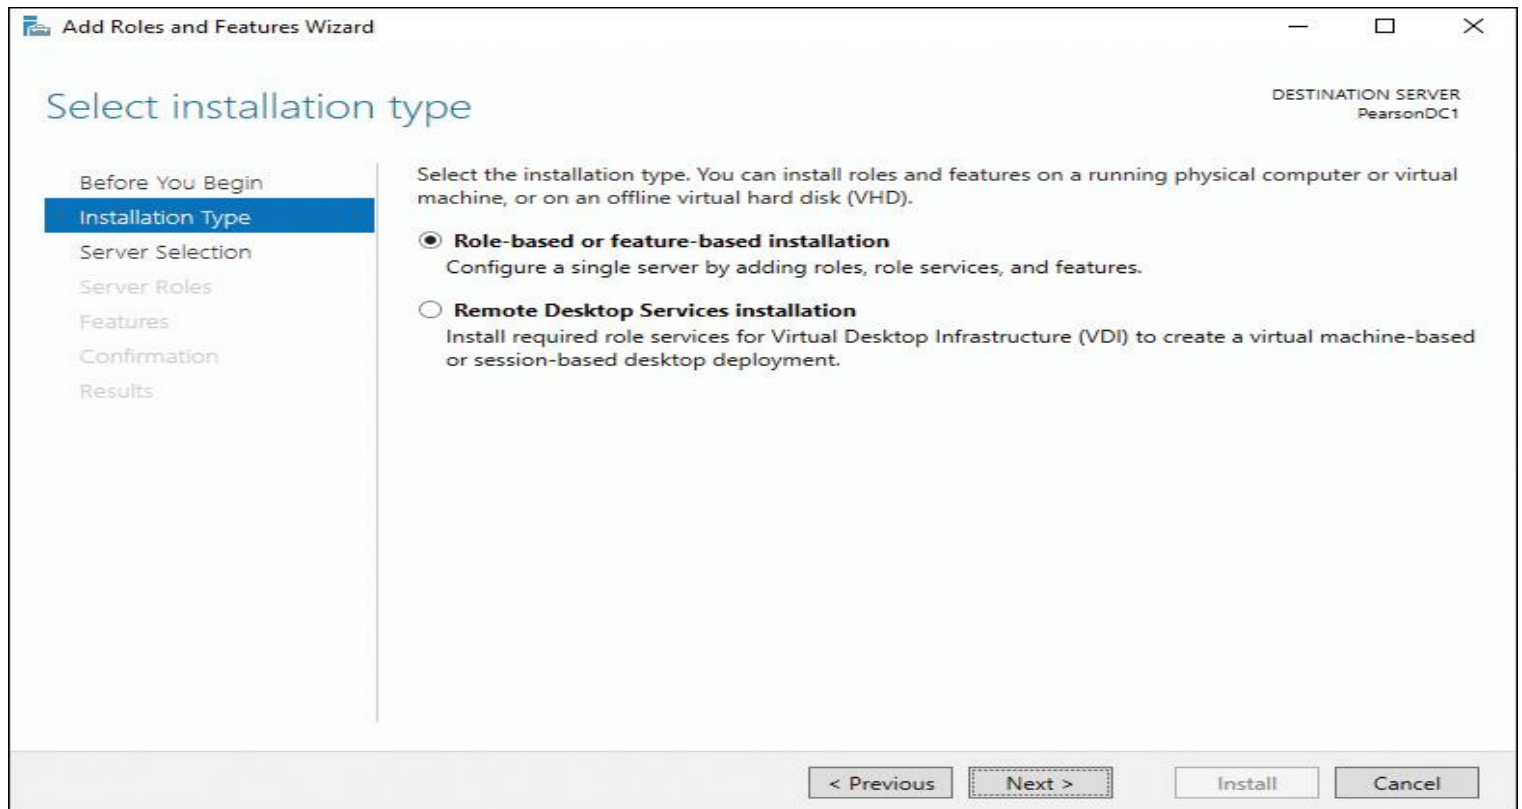 Add Roles and Features Wizard
Select installation type
DESTINATION SERVER
PearsonDC1
Before You Begin
Installation Type
Server Selection
Server Roles
Features
Confirmation
Results
Select the installation type. You can install roles and features on a running physical computer or virtual
machine, or on an offline virtual hard disk (VHD).
Role-based or feature-based installation
Configure a single server by adding roles, role services, and features.
Remote Desktop Services installation
Install required role services for Virtual Desktop Infrastructure (VDI) to create a virtual machine-based
or session-based desktop deployment.
< Previous
Next >
Install
Cancel